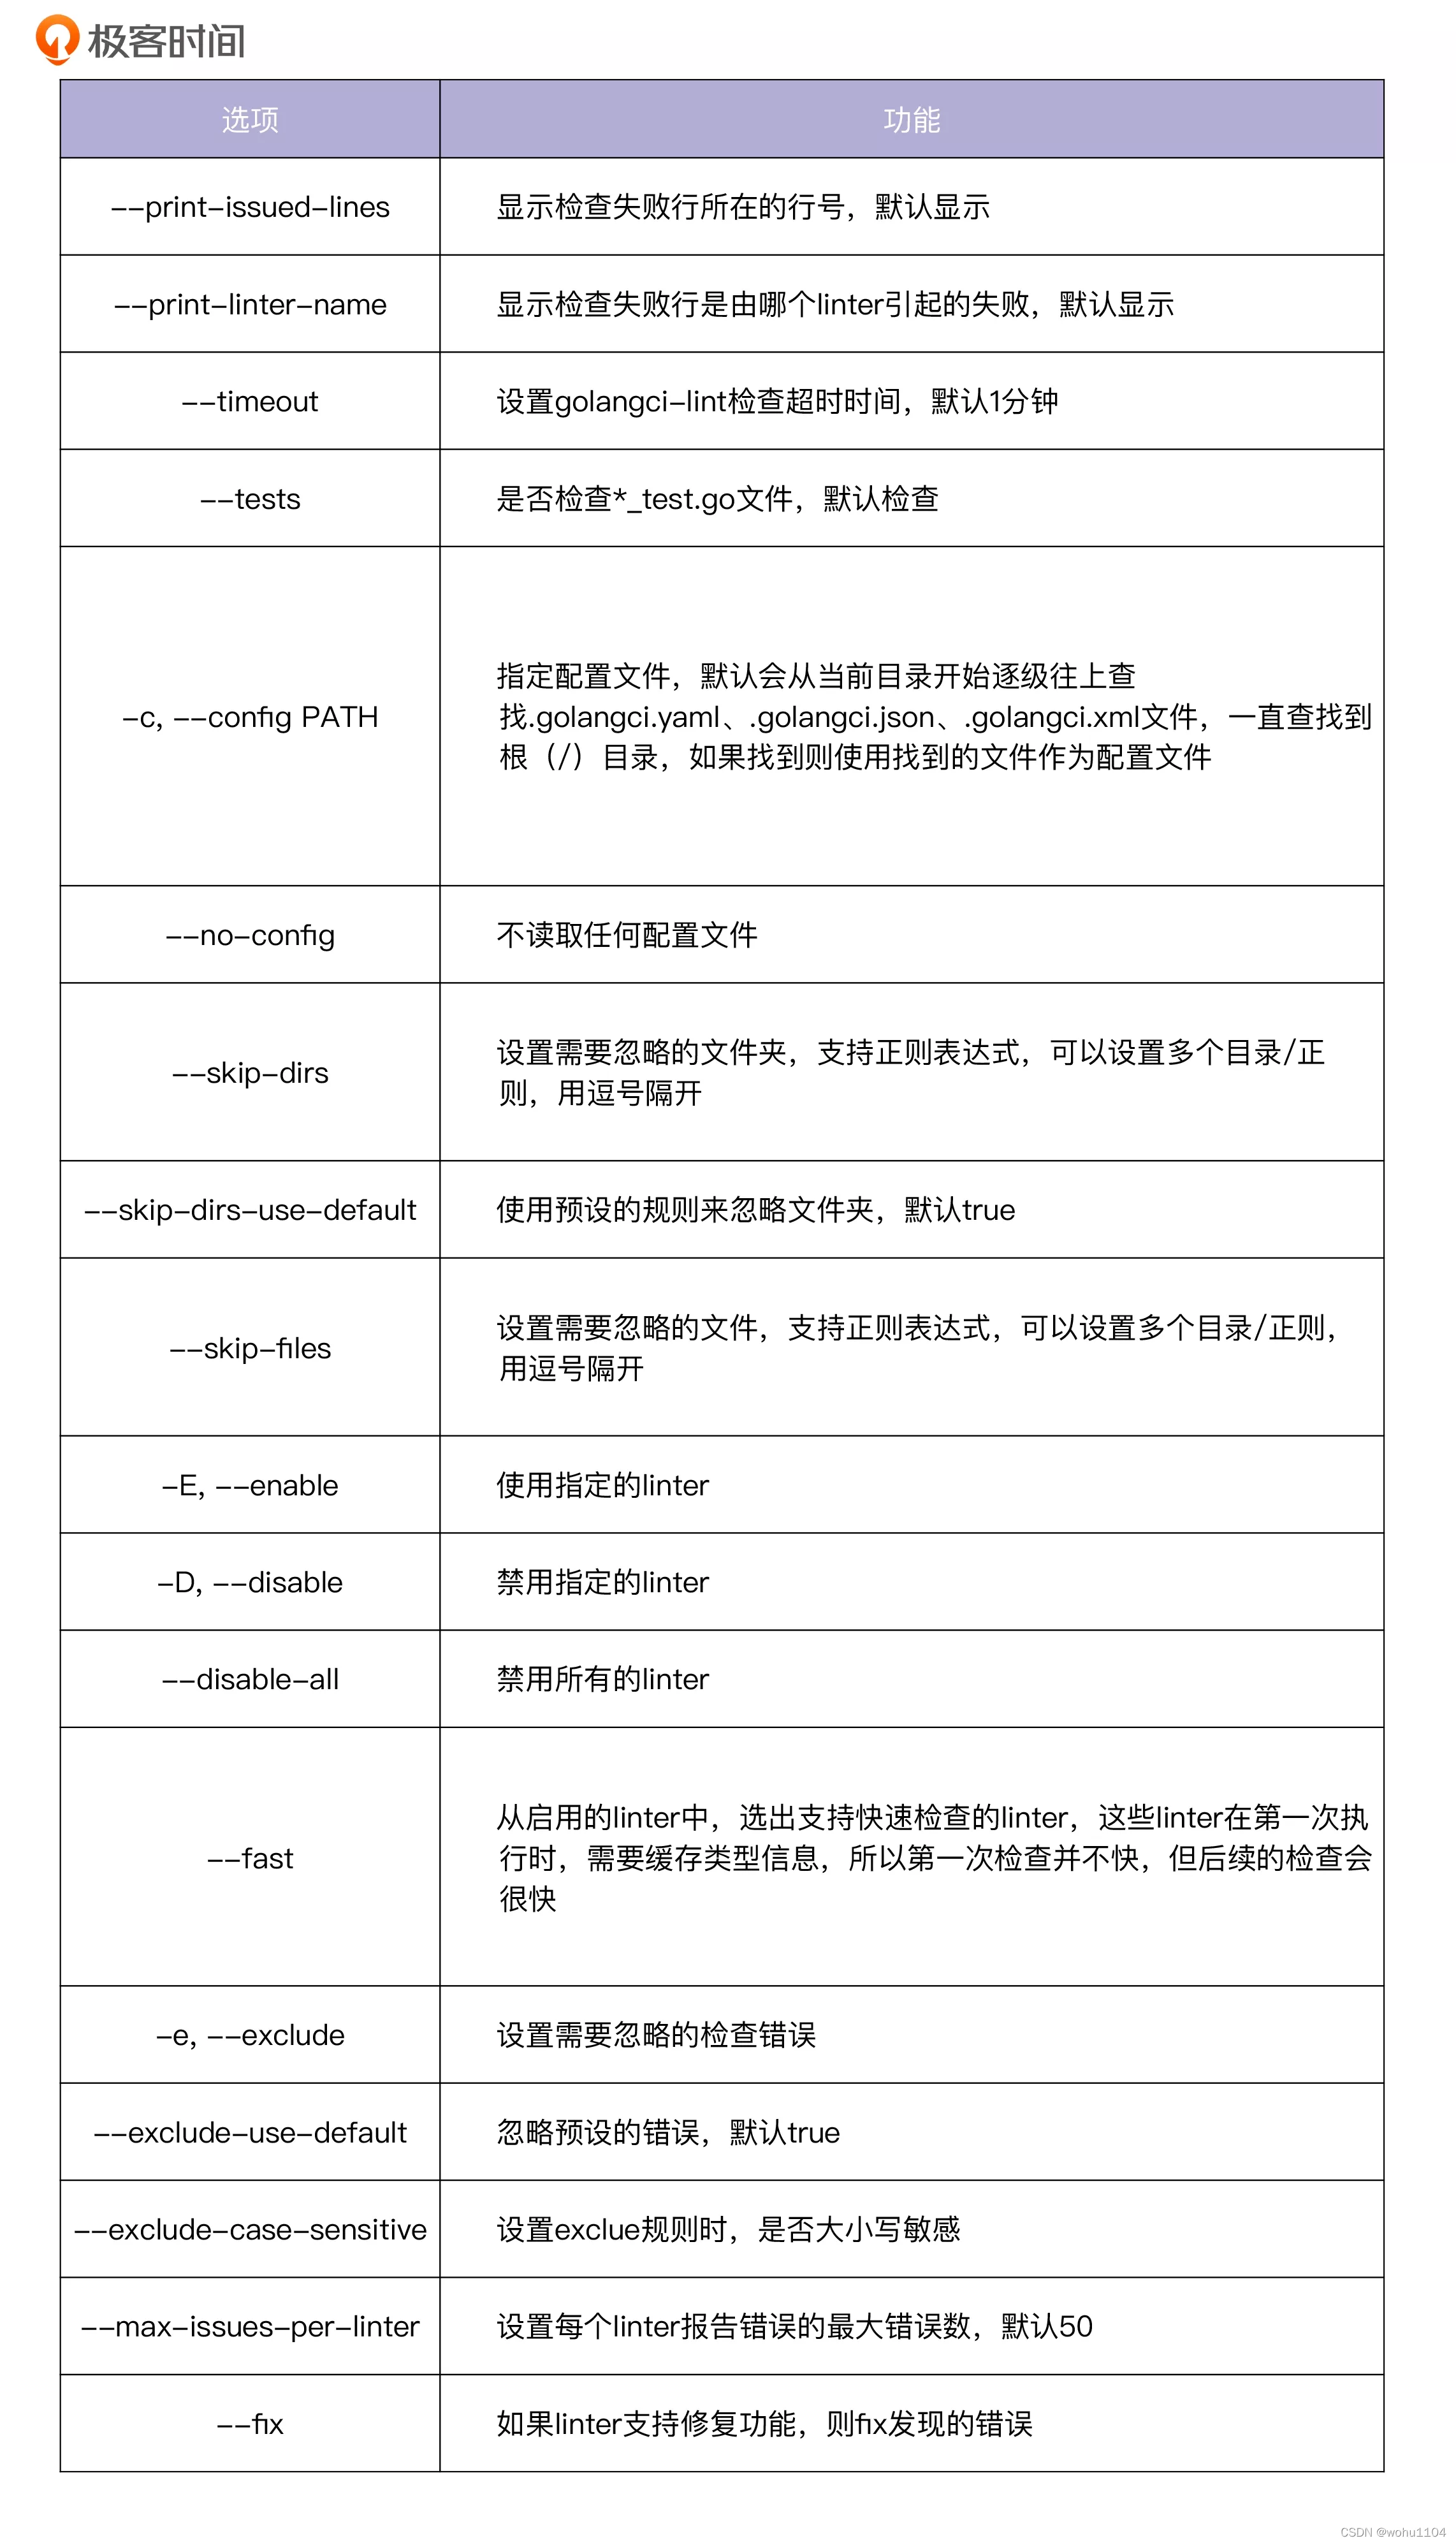 极客时间
选项 功能
--print-issued-lines 显示检查失败行所在的行号，默认显示
--print-linter-name 显示检查失败行是由哪个linter引起的失败，默认显示
--timeout 设置golangci-lint检查超时时间，默认1分钟
--tests 是否检查*_test.go文件，默认检查
-c, --config PATH 指定配置文件，默认会从当前目录开始逐级往上查
找.golangci.yaml、.golangci.json、.golangci.xml文件，一直查找到
根（/）目录，如果找到则使用找到的文件作为配置文件
--no-config 不读取任何配置文件
--skip-dirs 设置需要忽略的文件夹，支持正则表达式，可以设置多个目录/正
则，用逗号隔开
--skip-dirs-use-default 使用预设的规则来忽略文件夹，默认true
--skip-files 设置需要忽略的文件，支持正则表达式，可以设置多个目录/正则，
用逗号隔开
-E, --enable 使用指定的linter
-D, --disable 禁用指定的linter
--disable-all 禁用所有的linter
--fast 从启用的linter中，选出支持快速检查的linter，这些linter在第一次执
行时，需要缓存类型信息，所以第一次检查并不快，但后续的检查会
很快
-e, --exclude 设置需要忽略的检查错误
--exclude-use-default 忽略预设的错误，默认true
--exclude-case-sensitive 设置exclue规则时，是否大小写敏感
--max-issues-per-linter 设置每个linter报告错误的最大错误数，默认50
--fix 如果linter支持修复功能，则fix发现的错误
CSDN @wohu1104